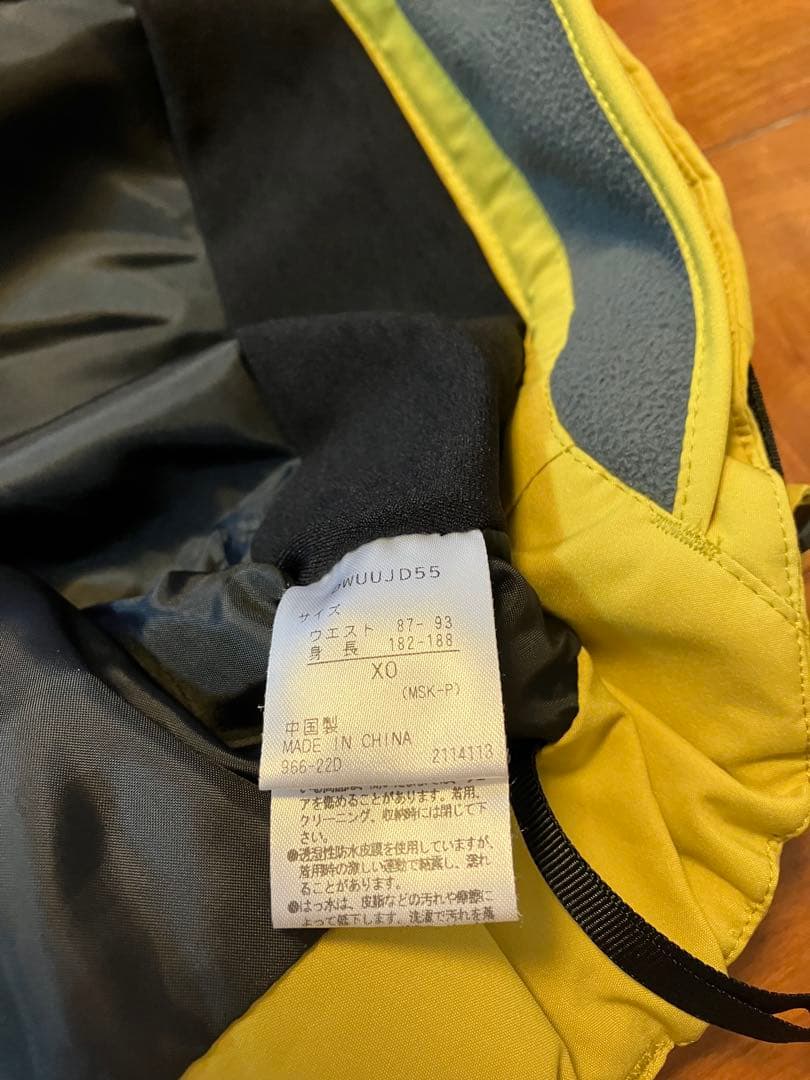 WUUJD55
サイズ
ウエスト 87- 93
身長 182-188
XO
(MSK-P)
中国製
MADE IN CHINA
966-22D 2114113
アを傷めることがあります。着用、
クリーニング、収納時には閉じて下
さい。
●透湿性防水皮膜を使用していますが、
着用時の激しい運動で結露し、濡れ
ることがあります。
●はっ水は、皮脂などの汚れや摩擦に
よって低下します。洗濯で汚れを落